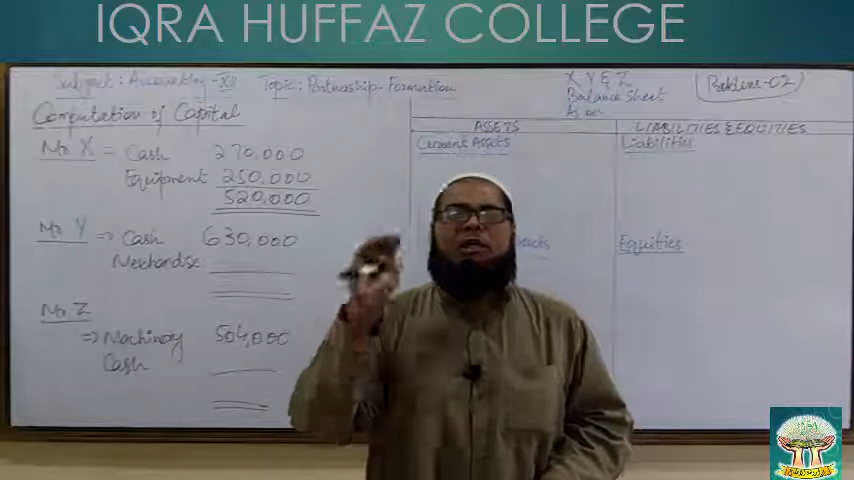 IQRA HUFFAZ COLLEGE
Subject: Accounting - XII Topic: Partnership - Formation
X Y & Z
Balance Sheet
As on
Problem-02
Computation of Capital
Mr X = Cash 270,000
Equipment 250,000
520,000
Mr Y ⇒ Cash 630,000
Merchandise
Mr Z
⇒ Machinery 504,000
Cash
ASSETS
Current Assets
LIABILITIES & EQUITIES
Liabilities
Equities